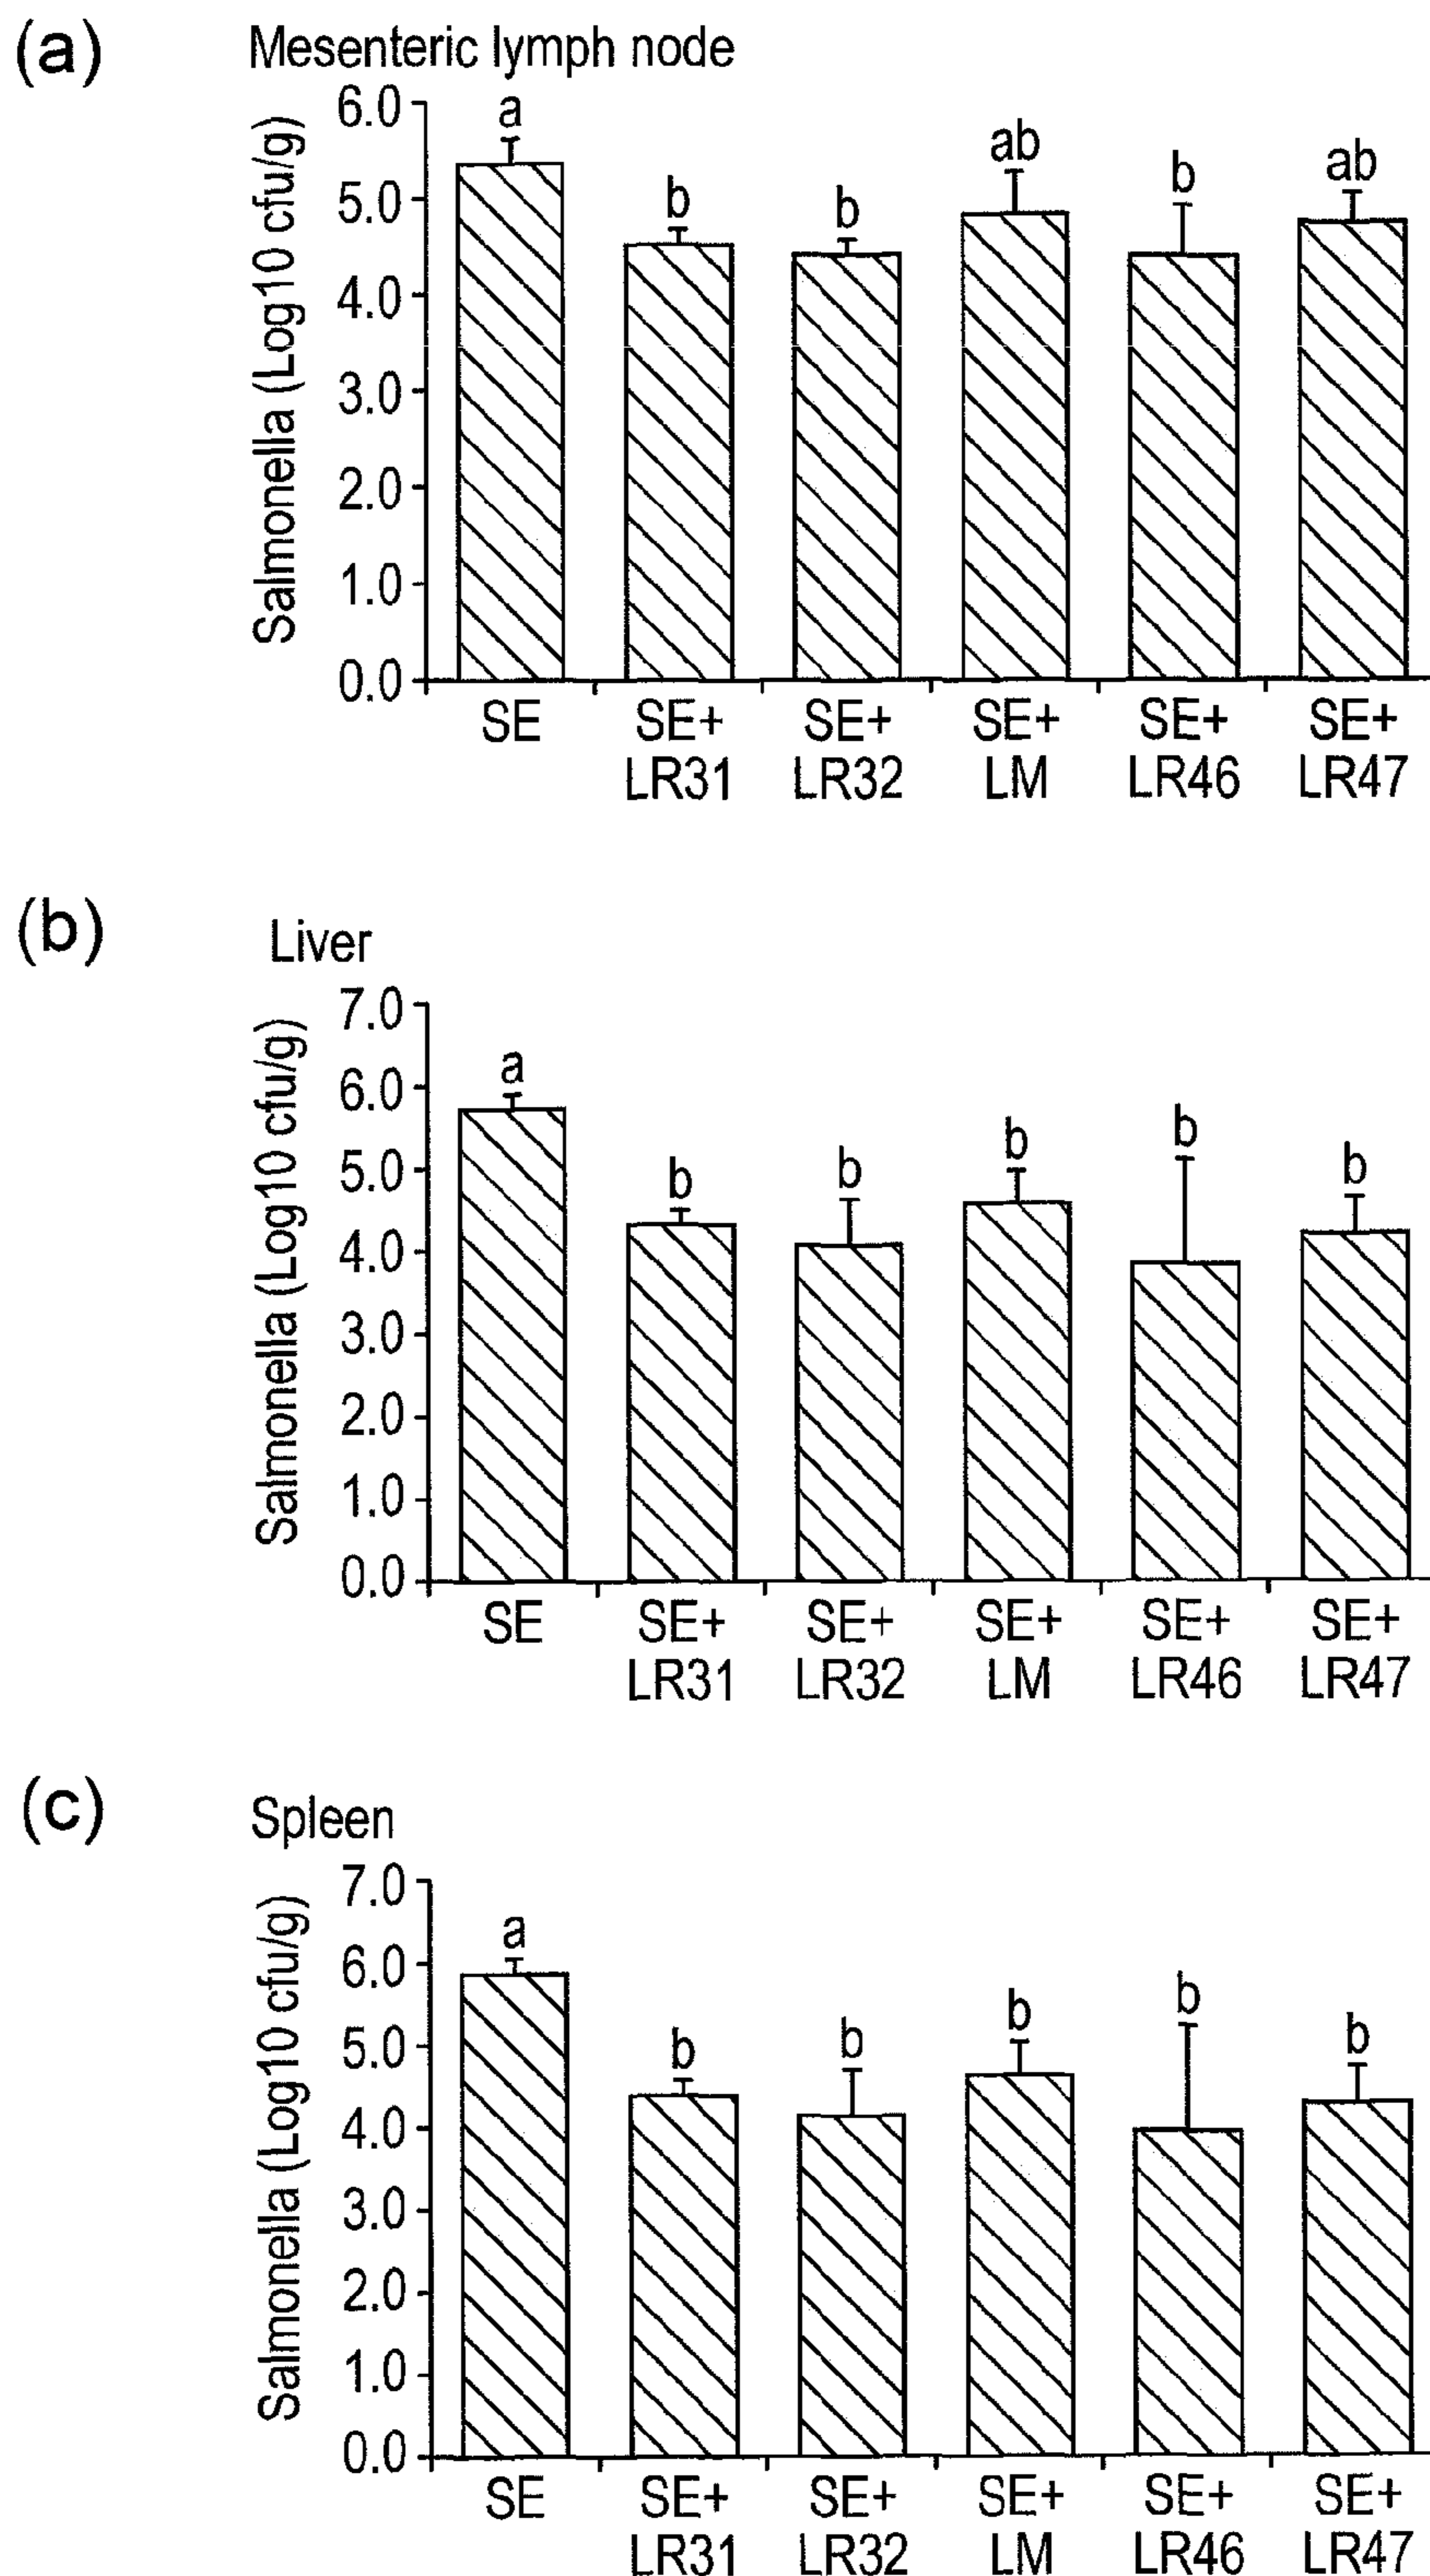 (a)
Mesenteric lymph node
Salmonella (Log10 cfu/g)
6.0
5.0
4.0
3.0
2.0
1.0
0.0
a
b
b
ab
b
ab
SE SE+ SE+ SE+ SE+ SE+
LR31 LR32 LM LR46 LR47
(b)
Liver
Salmonella (Log10 cfu/g)
7.0
6.0
5.0
4.0
3.0
2.0
1.0
0.0
a
b
b
b
b
b
SE SE+ SE+ SE+ SE+ SE+
LR31 LR32 LM LR46 LR47
(c)
Spleen
Salmonella (Log10 cfu/g)
7.0
6.0
5.0
4.0
3.0
2.0
1.0
0.0
a
b
b
b
b
b
SE SE+ SE+ SE+ SE+ SE+
LR31 LR32 LM LR46 LR47